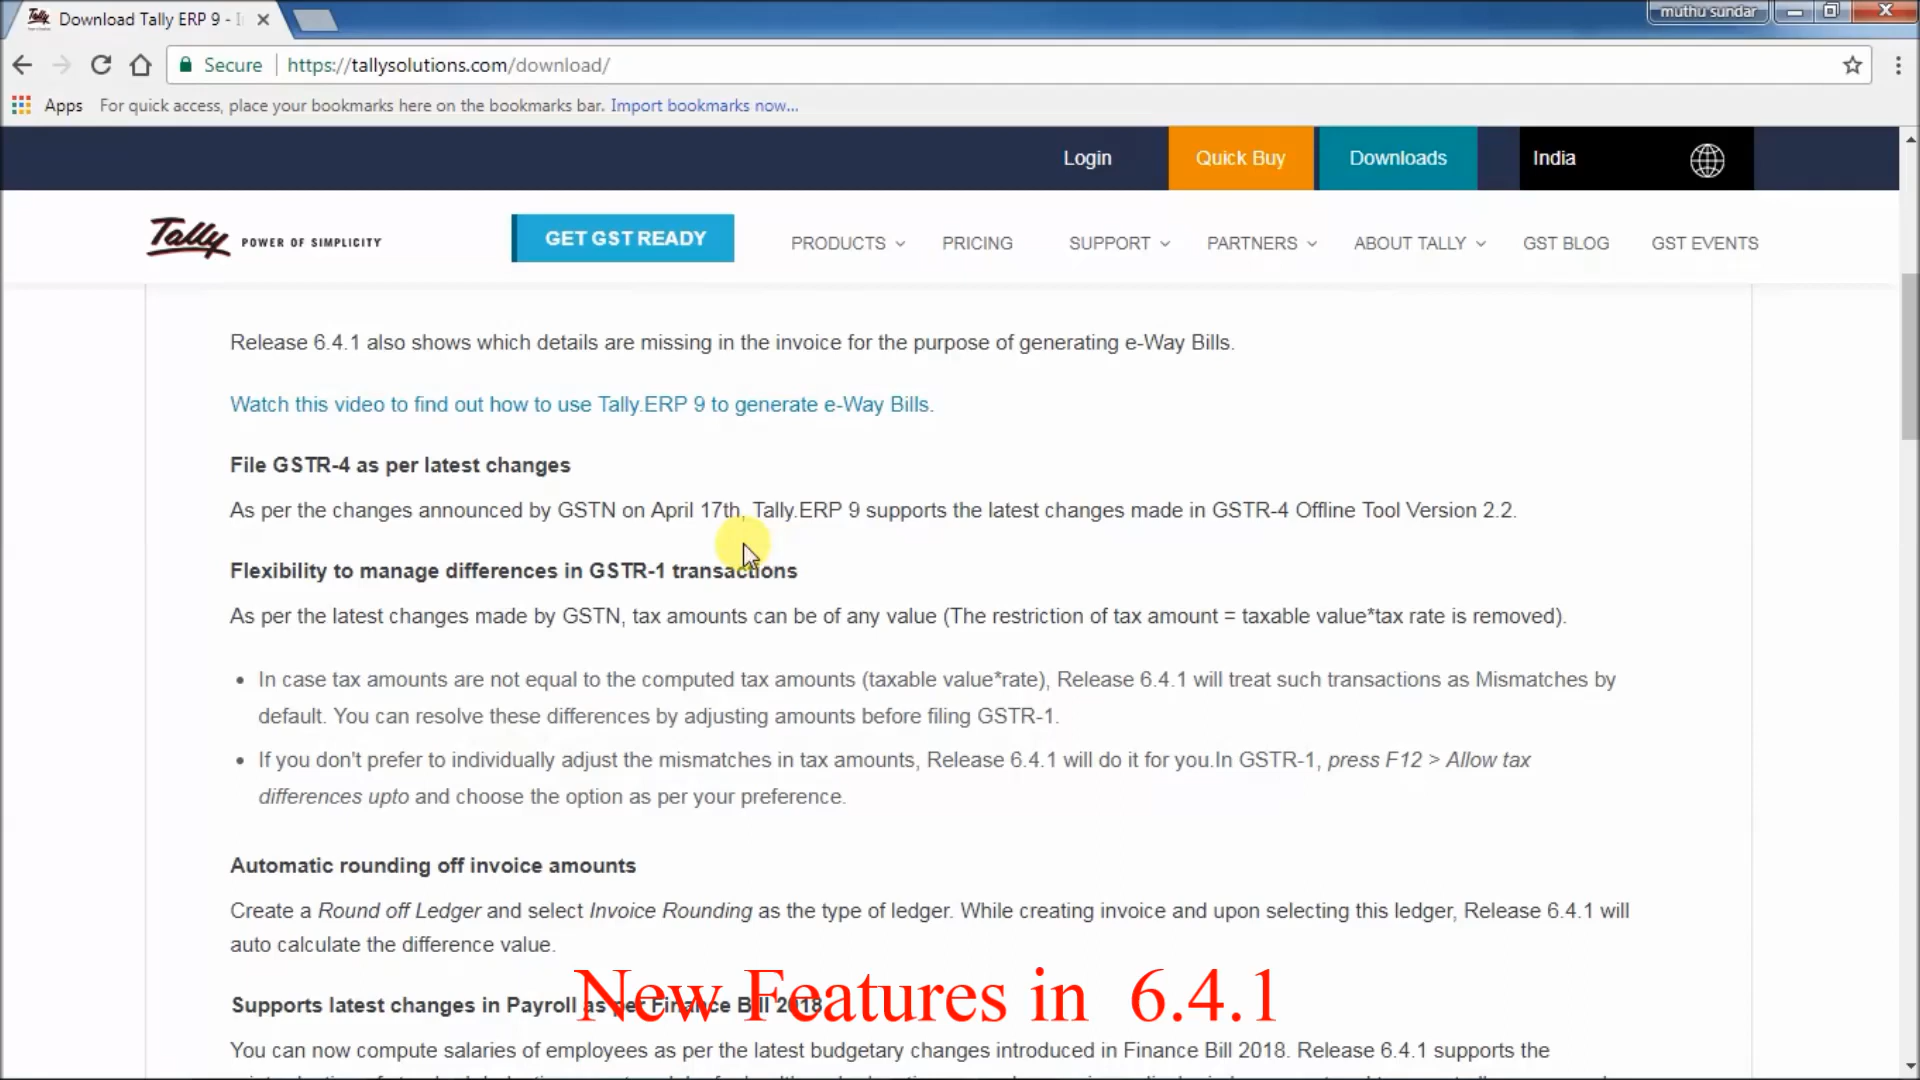 Download Tally ERP 9 - I
muthu sundar
Secure
https://tallysolutions.com/download/
Apps
For quick access, place your bookmarks here on the bookmarks bar. Import bookmarks now...
Login
Quick Buy
Downloads
India
Tally POWER OF SIMPLICITY
GET GST READY
PRODUCTS
PRICING
SUPPORT
PARTNERS
ABOUT TALLY
GST BLOG
GST EVENTS
Release 6.4.1 also shows which details are missing in the invoice for the purpose of generating e-Way Bills.
Watch this video to find out how to use Tally.ERP 9 to generate e-Way Bills.
File GSTR-4 as per latest changes
As per the changes announced by GSTN on April 17th, Tally.ERP 9 supports the latest changes made in GSTR-4 Offline Tool Version 2.2.
Flexibility to manage differences in GSTR-1 transactions
As per the latest changes made by GSTN, tax amounts can be of any value (The restriction of tax amount = taxable value*tax rate is removed).
• In case tax amounts are not equal to the computed tax amounts (taxable value*rate), Release 6.4.1 will treat such transactions as Mismatches by
default. You can resolve these differences by adjusting amounts before filing GSTR-1.
• If you don't prefer to individually adjust the mismatches in tax amounts, Release 6.4.1 will do it for you.In GSTR-1, press F12 > Allow tax
differences upto and choose the option as per your preference.
Automatic rounding off invoice amounts
Create a Round off Ledger and select Invoice Rounding as the type of ledger. While creating invoice and upon selecting this ledger, Release 6.4.1 will
auto calculate the difference value.
Supports latest changes in Payroll as per Finance Bill 2018
New Features in 6.4.1
You can now compute salaries of employees as per the latest budgetary changes introduced in Finance Bill 2018. Release 6.4.1 supports the